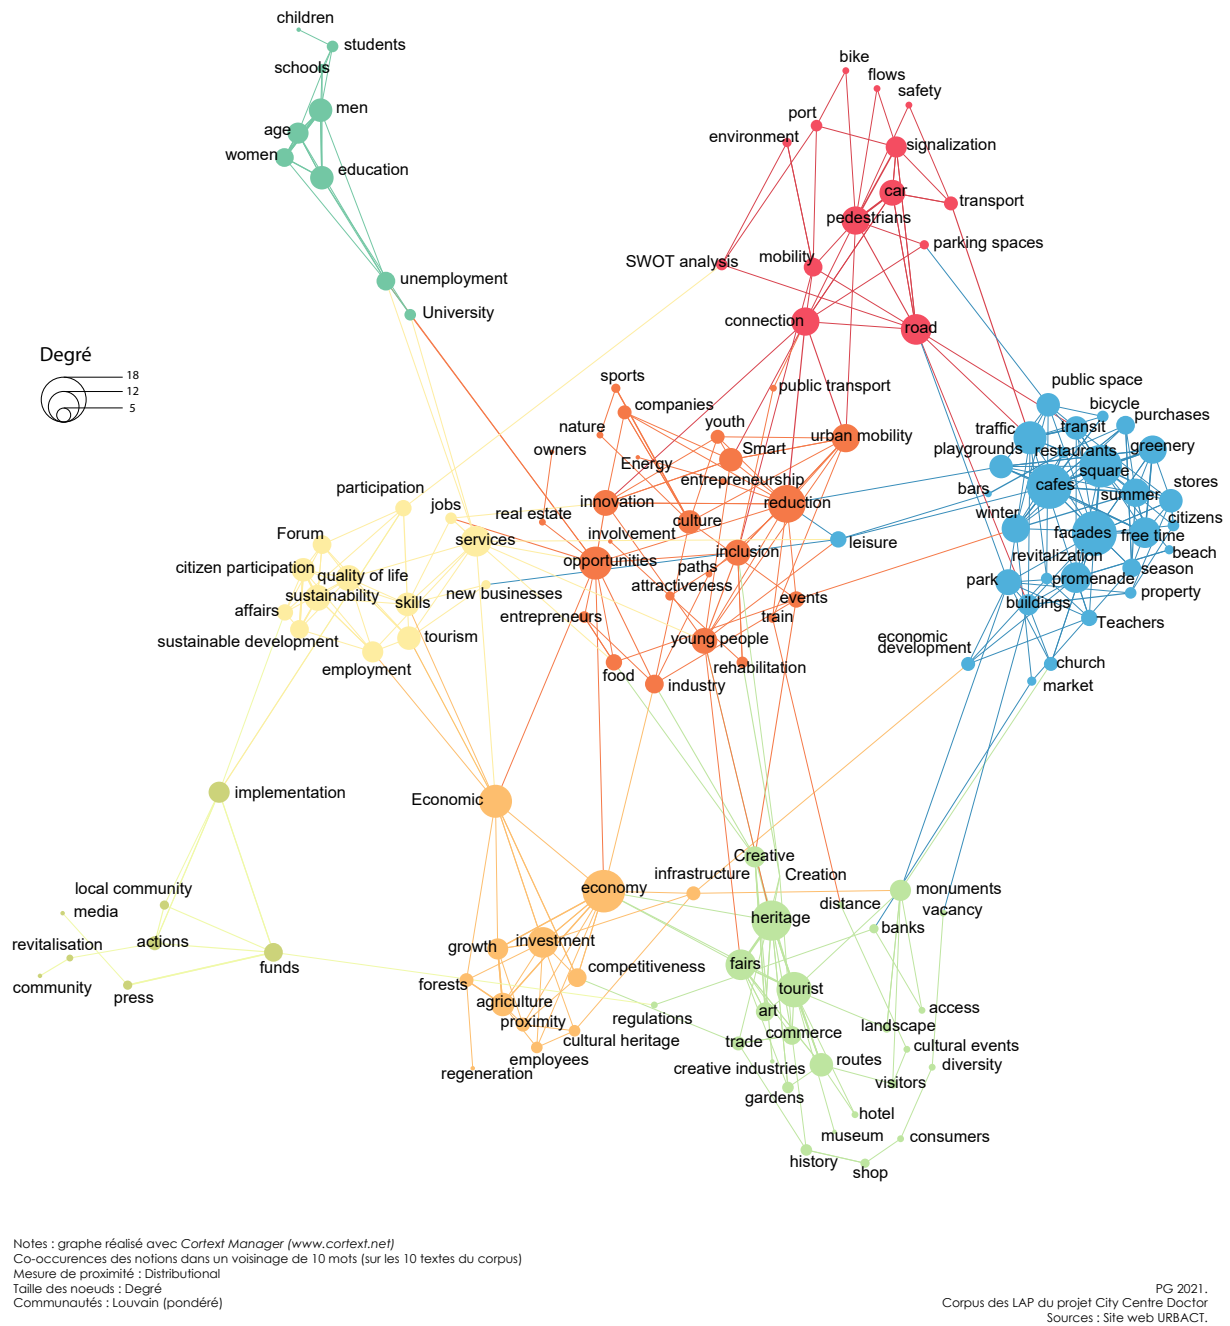 children
students
schools
men
age
women
education
unemployment
University
bike
flows
safety
port
environment
signalization
car
transport
pedestrians
parking spaces
mobility
SWOT analysis
connection
road
Degré
18
12
5
sports
public transport
companies
youth
nature
urban mobility
owners
Smart
Energy
entrepreneurship
innovation
reduction
real estate
culture
involvement
inclusion
opportunities
paths
leisure
attractiveness
events
entrepreneurs
train
young people
rehabilitation
food
industry
public space
bicycle
purchases
traffic
transit
playgrounds
restaurants
greenery
square
cafes
stores
bars
summer
winter
citizens
facades
free time
revitalization
beach
season
park
promenade
property
buildings
Teachers
economic
development
church
market
participation
jobs
Forum
services
citizen participation
quality of life
sustainability
skills
new businesses
affairs
sustainable development
tourism
employment
implementation
local community
media
revitalisation
actions
community
funds
press
Economic
economy
infrastructure
growth
investment
forests
competitiveness
agriculture
proximity
cultural heritage
employees
regeneration
Creative
Creation
heritage
distance
monuments
vacancy
banks
fairs
tourist
art
regulations
commerce
landscape
access
trade
creative industries
routes
cultural events
diversity
visitors
gardens
hotel
museum
consumers
history
shop
Notes : graphe réalisé avec Cortext Manager (www.cortext.net)
Co-occurences des notions dans un voisinage de 10 mots (sur les 10 textes du corpus)
Mesure de proximité : Distributional
Taille des noeuds : Degré
Communautés : Louvain (pondéré)
PG 2021.
Corpus des LAP du projet City Centre Doctor
Sources : Site web URBACT.